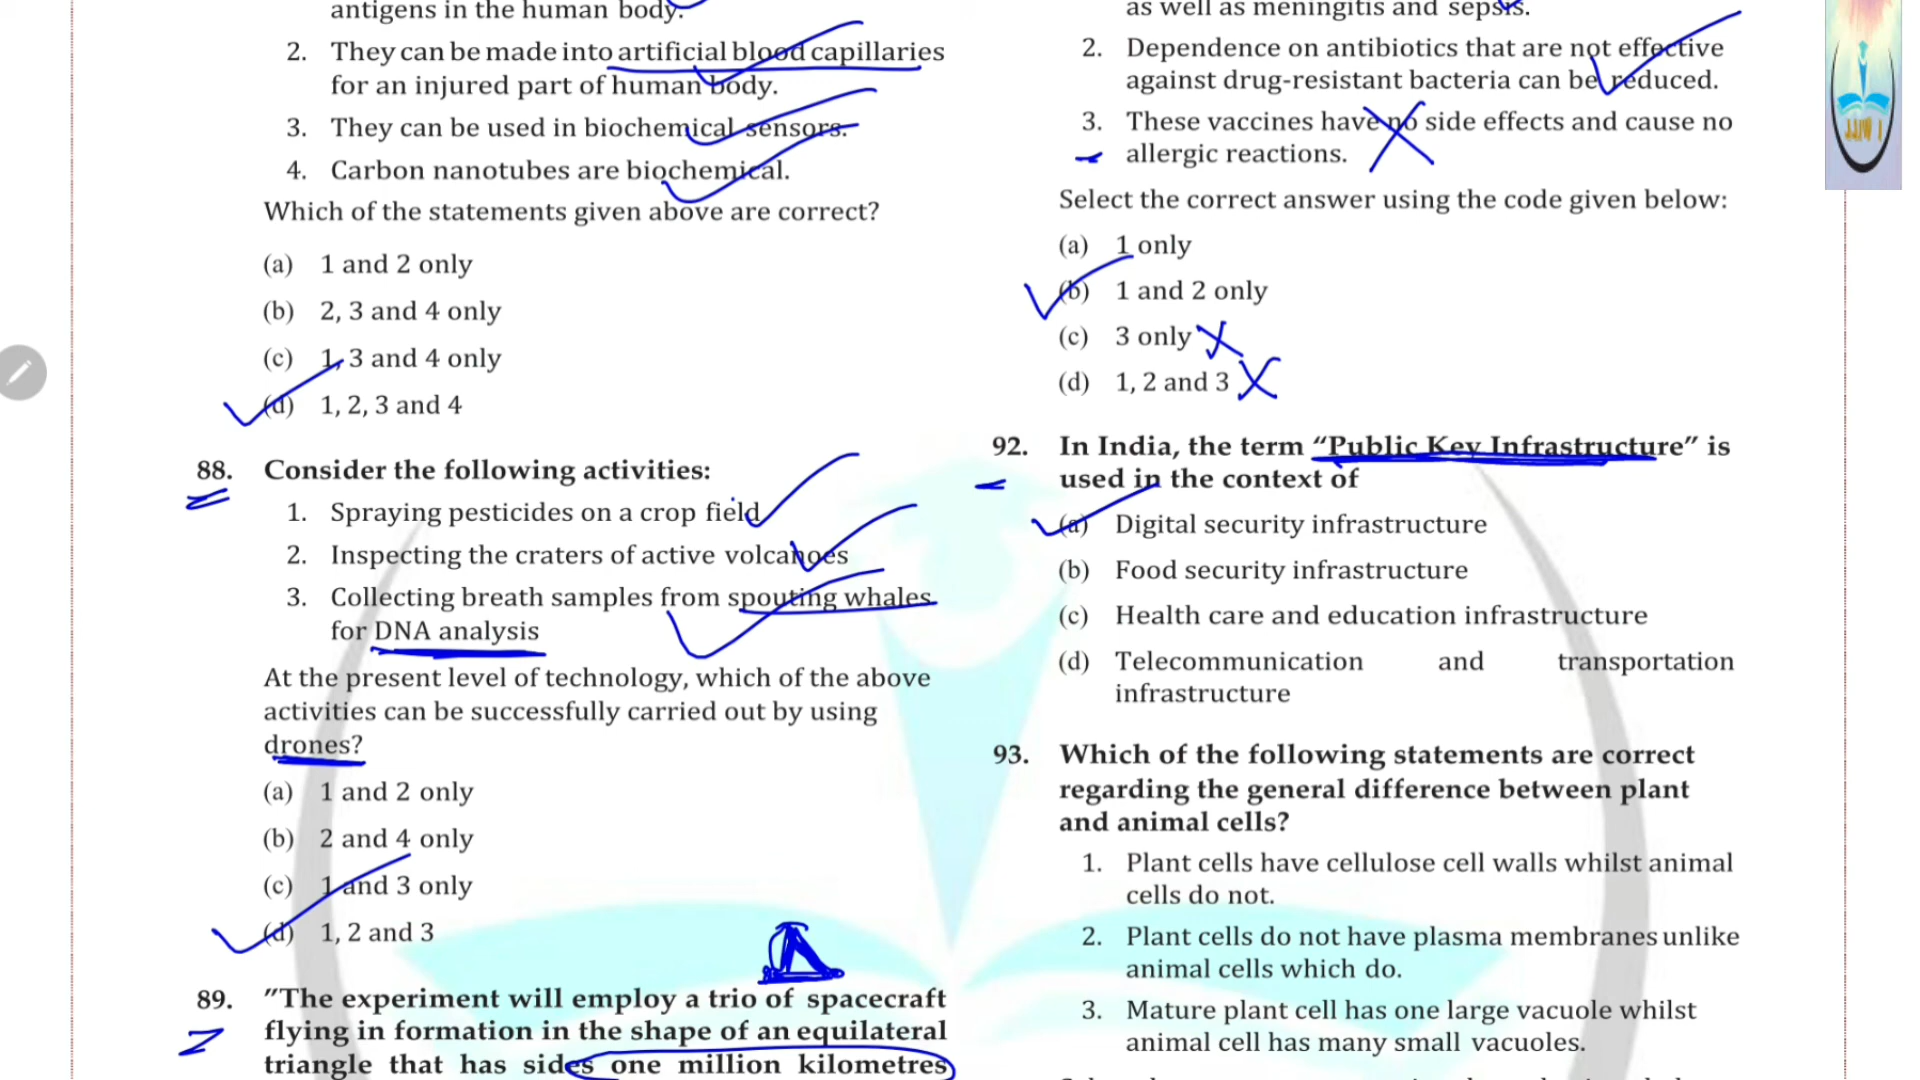 antigens in the human body.
2. They can be made into artificial blood capillaries
for an injured part of human body.
3. They can be used in biochemical sensors.
4. Carbon nanotubes are biochemical.
Which of the statements given above are correct?
(a) 1 and 2 only
(b) 2, 3 and 4 only
(c) 1, 3 and 4 only
(d) 1, 2, 3 and 4
88. Consider the following activities:
1. Spraying pesticides on a crop field
2. Inspecting the craters of active volcanoes
3. Collecting breath samples from spouting whales
for DNA analysis
At the present level of technology, which of the above
activities can be successfully carried out by using
drones?
(a) 1 and 2 only
(b) 2 and 4 only
(c) 1 and 3 only
(d) 1, 2 and 3
89. "The experiment will employ a trio of spacecraft
flying in formation in the shape of an equilateral
triangle that has sides one million kilometres
as well as meningitis and sepsis.
2. Dependence on antibiotics that are not effective
against drug-resistant bacteria can be reduced.
3. These vaccines have no side effects and cause no
allergic reactions.
Select the correct answer using the code given below:
(a) 1 only
(b) 1 and 2 only
(c) 3 only
(d) 1, 2 and 3
92. In India, the term “Public Key Infrastructure” is
used in the context of
(a) Digital security infrastructure
(b) Food security infrastructure
(c) Health care and education infrastructure
(d) Telecommunication and transportation
infrastructure
93. Which of the following statements are correct
regarding the general difference between plant
and animal cells?
1. Plant cells have cellulose cell walls whilst animal
cells do not.
2. Plant cells do not have plasma membranes unlike
animal cells which do.
3. Mature plant cell has one large vacuole whilst
animal cell has many small vacuoles.